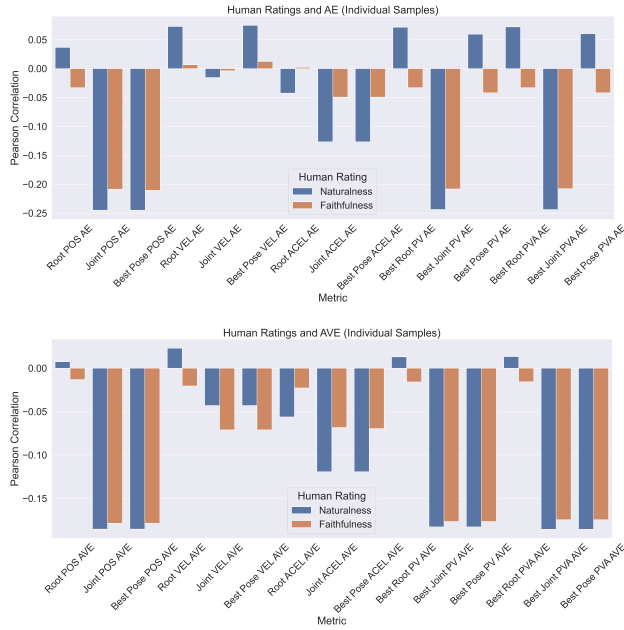 Human Ratings and AE (Individual Samples)
0.05
0.00
−0.05
−0.10
−0.15
−0.20
−0.25
Pearson Correlation
Human Rating
Naturalness
Faithfulness
Root POS AE
Joint POS AE
Best Pose POS AE
Root VEL AE
Joint VEL AE
Best Pose VEL AE
Root ACEL AE
Joint ACEL AE
Best Pose ACEL AE
Best Root PV AE
Best Joint PV AE
Best Pose PV AE
Best Root PVA AE
Best Joint PVA AE
Best Pose PVA AE
Metric
Human Ratings and AVE (Individual Samples)
0.00
−0.05
−0.10
−0.15
Pearson Correlation
Human Rating
Naturalness
Faithfulness
Root POS AVE
Joint POS AVE
Best Pose POS AVE
Root VEL AVE
Joint VEL AVE
Best Pose VEL AVE
Root ACEL AVE
Joint ACEL AVE
Best Pose ACEL AVE
Best Root PV AVE
Best Joint PV AVE
Best Pose PV AVE
Best Root PVA AVE
Best Joint PVA AVE
Best Pose PVA AVE
Metric